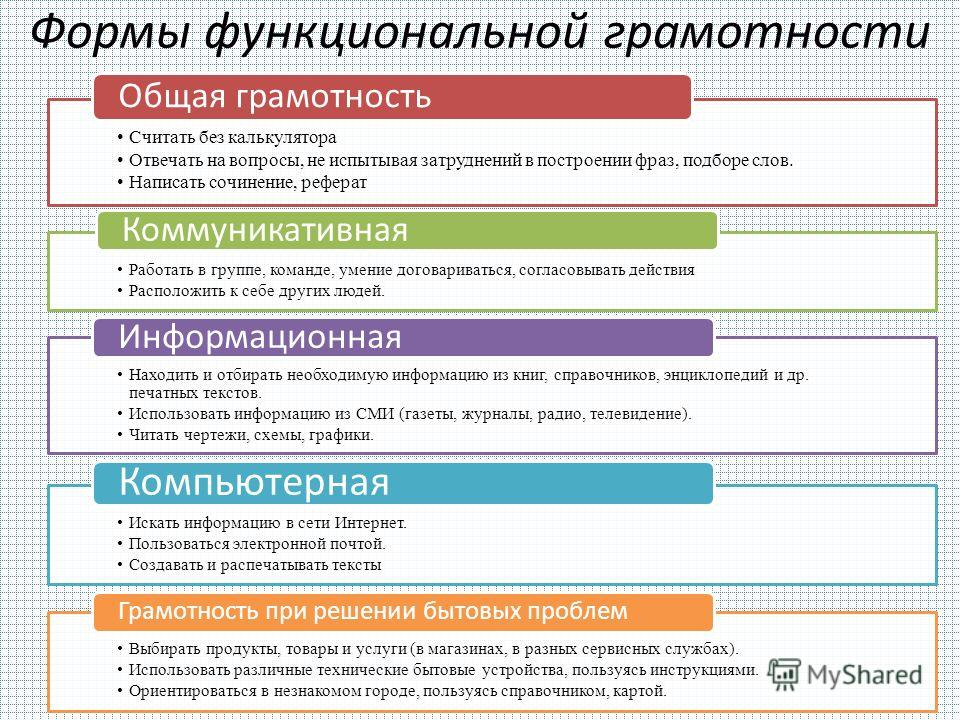 Формы функциональной грамотности
Общая грамотность
• Считать без калькулятора
• Отвечать на вопросы, не испытывая затруднений в построении фраз, подборе слов.
• Написать сочинение, реферат
Коммуникативная
• Работать в группе, команде, умение договариваться, согласовывать действия
• Расположить к себе других людей.
Информационная
• Находить и отбирать необходимую информацию из книг, справочников, энциклопедий и др.
печатных текстов.
• Использовать информацию из СМИ (газеты, журналы, радио, телевидение).
• Читать чертежи, схемы, графики.
Компьютерная
• Искать информацию в сети Интернет.
• Пользоваться электронной почтой.
• Создавать и распечатывать тексты
Грамотность при решении бытовых проблем
• Выбирать продукты, товары и услуги (в магазинах, в разных сервисных службах).
• Использовать различные технические бытовые устройства, пользуясь инструкциями.
• Ориентироваться в незнакомом городе, пользуясь справочником, картой.
MyShared